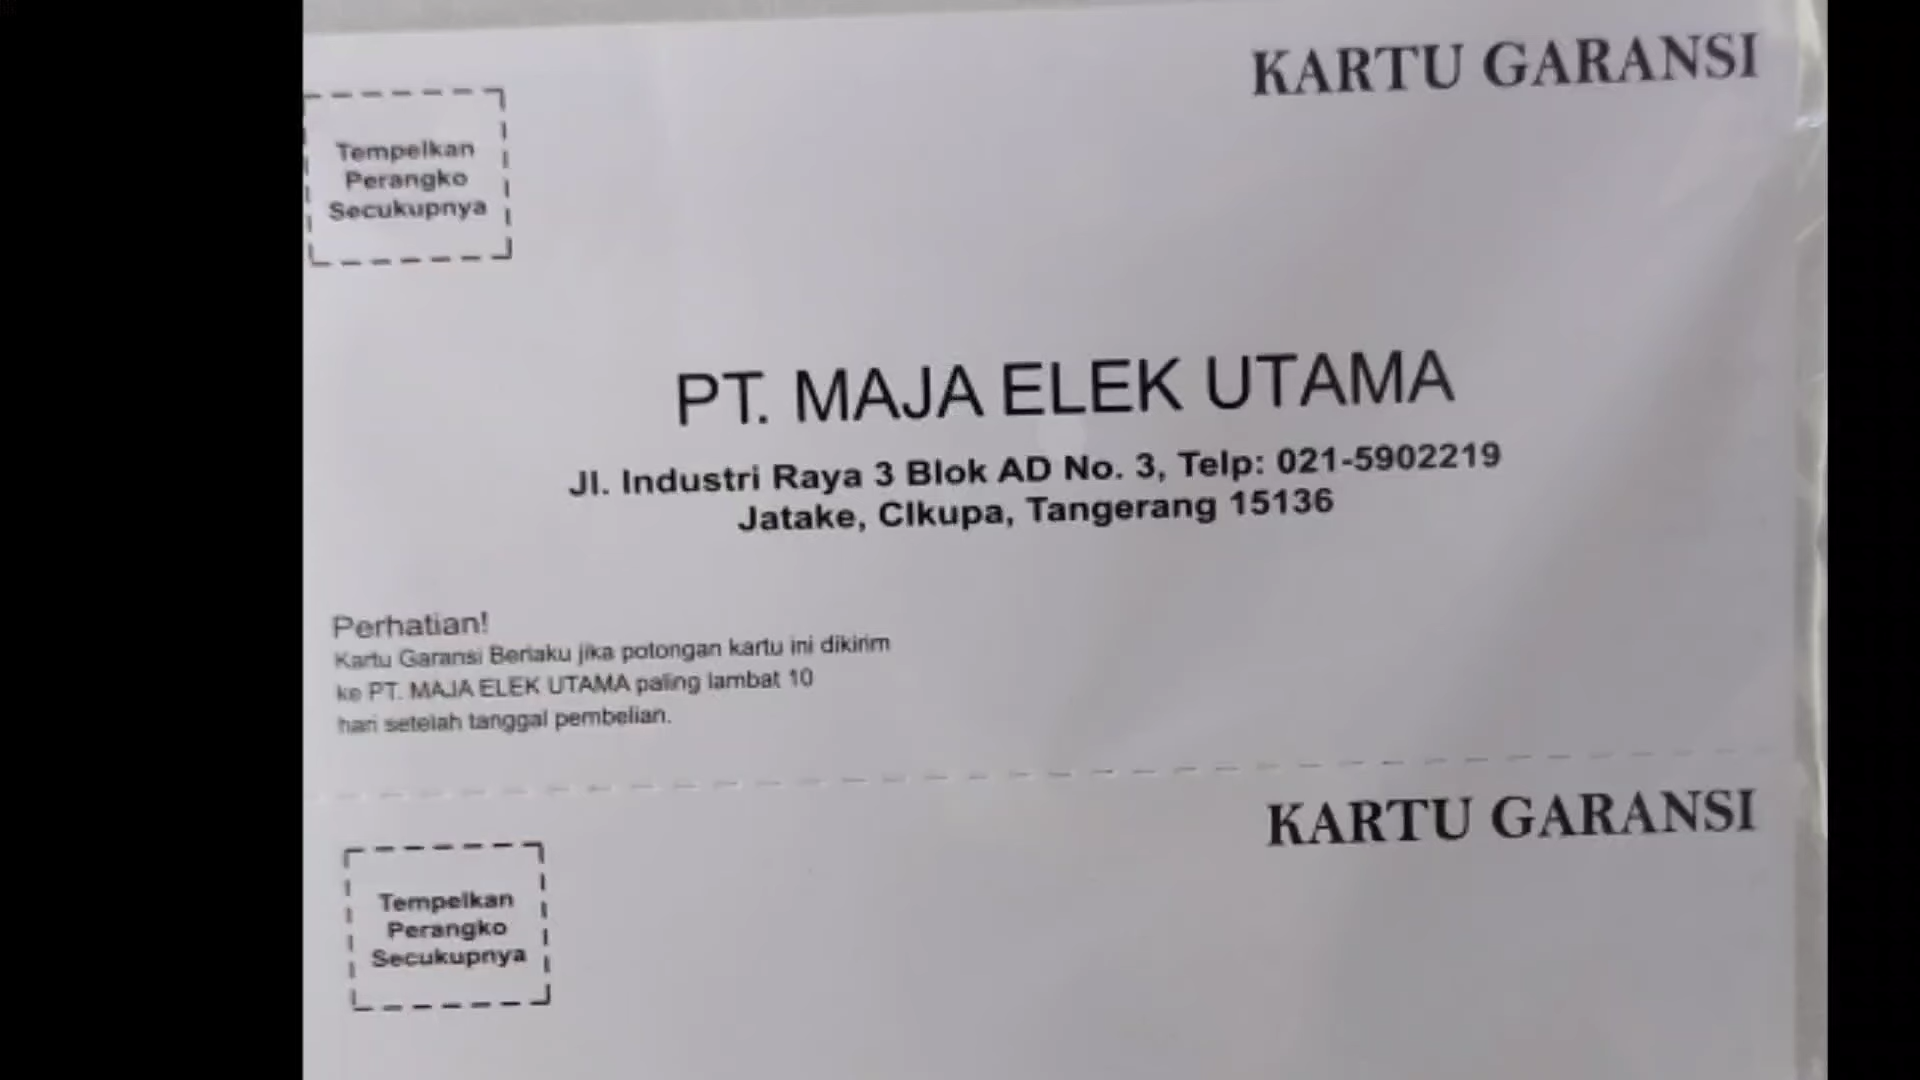 KARTU GARANSI
Tempelkan
Perangko
Secukupnya
PT. MAJA ELEK UTAMA
Jl. Industri Raya 3 Blok AD No. 3, Telp: 021-5902219
Jatake, CIkupa, Tangerang 15136
Perhatian!
Kartu Garansi Berlaku jika potongan kartu ini dikirim
ke PT. MAJA ELEK UTAMA paling lambat 10
hari setelah tanggal pembelian.
KARTU GARANSI
Tempelkan
Perangko
Secukupnya